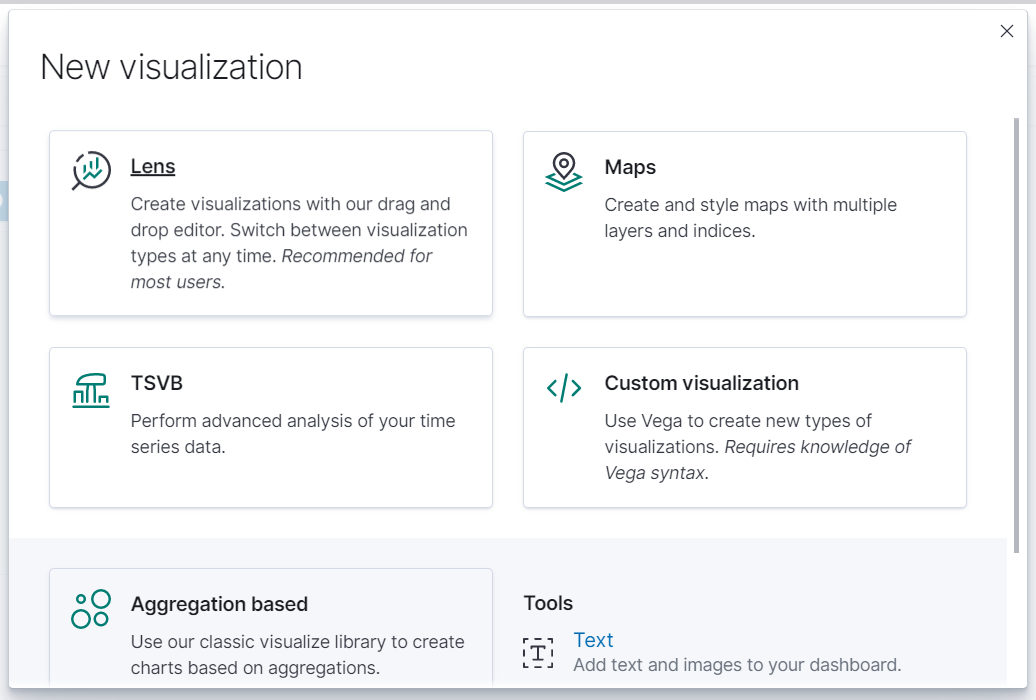 New visualization
Lens
Create visualizations with our drag and
drop editor. Switch between visualization
types at any time. Recommended for
most users.
Maps
Create and style maps with multiple
layers and indices.
TSVB
Perform advanced analysis of your time
series data.
Custom visualization
Use Vega to create new types of
visualizations. Requires knowledge of
Vega syntax.
Aggregation based
Use our classic visualize library to create
charts based on aggregations.
Tools
Text
Add text and images to your dashboard.